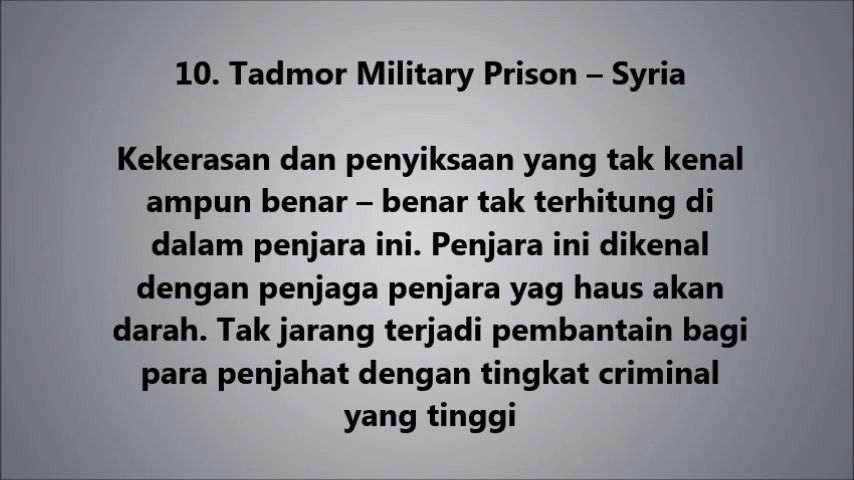 10. Tadmor Military Prison – Syria
Kekerasan dan penyiksaan yang tak kenal
ampun benar – benar tak terhitung di
dalam penjara ini. Penjara ini dikenal
dengan penjaga penjara yag haus akan
darah. Tak jarang terjadi pembantain bagi
para penjahat dengan tingkat criminal
yang tinggi